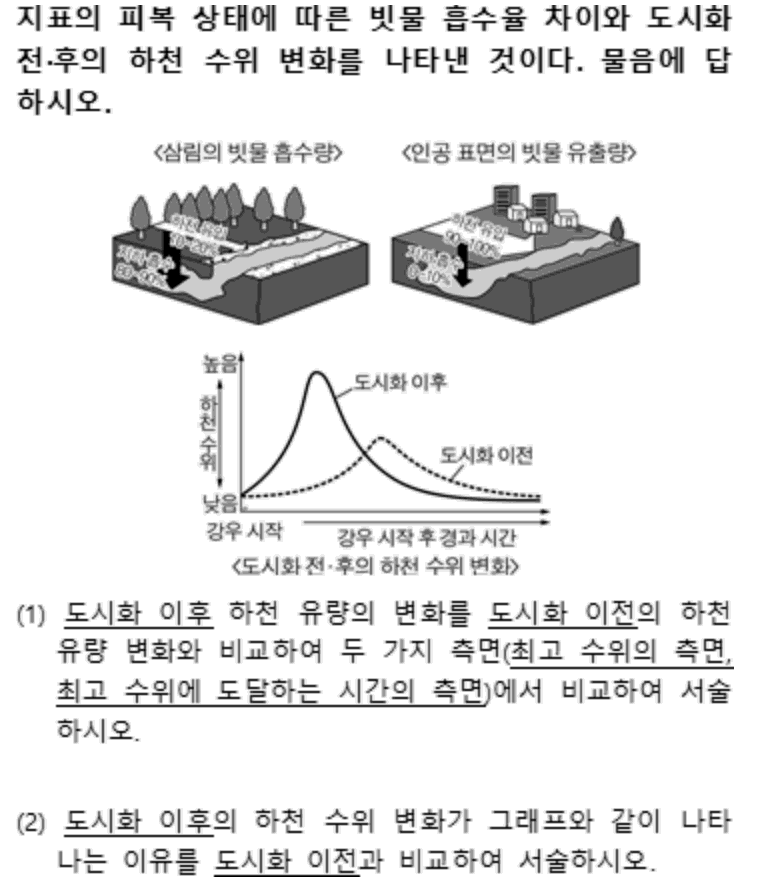 지표의 피복 상태에 따른 빗물 흡수율 차이와 도시화
전·후의 하천 수위 변화를 나타낸 것이다. 물음에 답
하시오.
<삼림의 빗물 흡수량>
<인공 표면의 빗물 유출량>
하천 유입
10~20%
지하 흡수
80~90%
하천 유입
90~100%
지하 흡수
0~10%
높음
하천 수위
낮음
도시화 이후
도시화 이전
강우 시작
강우 시작 후 경과 시간
<도시화 전·후의 하천 수위 변화>
(1) 도시화 이후 하천 유량의 변화를 도시화 이전의 하천
유량 변화와 비교하여 두 가지 측면(최고 수위의 측면,
최고 수위에 도달하는 시간의 측면)에서 비교하여 서술
하시오.
(2) 도시화 이후의 하천 수위 변화가 그래프와 같이 나타
나는 이유를 도시화 이전과 비교하여 서술하시오.